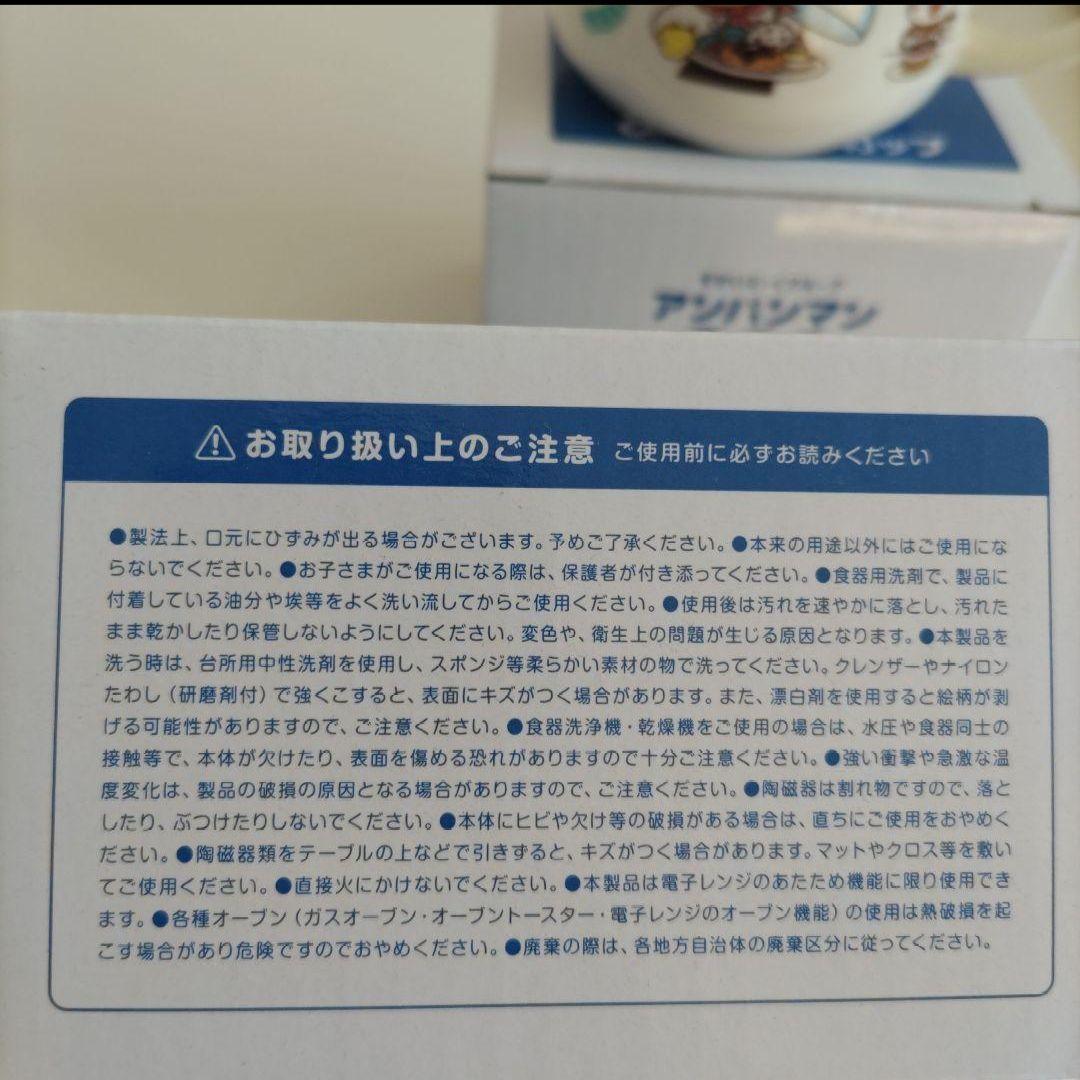 アンパンマン
お取り扱い上のご注意 ご使用前に必ずお読みください
●製法上、口元にひずみが出る場合がございます。予めご了承ください。●本来の用途以外にはご使用にな
らないでください。●お子さまがご使用になる際は、保護者が付き添ってください。●食器用洗剤で、製品に
付着している油分や埃等をよく洗い流してからご使用ください。●使用後は汚れを速やかに落とし、汚れた
まま乾かしたり保管しないようにしてください。変色や、衛生上の問題が生じる原因となります。●本製品を
洗う時は、台所用中性洗剤を使用し、スポンジ等柔らかい素材の物で洗ってください。クレンザーやナイロン
たわし（研磨剤付）で強くこすると、表面にキズがつく場合があります。また、漂白剤を使用すると絵柄が剥
げる可能性がありますので、ご注意ください。●食器洗浄機・乾燥機をご使用の場合は、水圧や食器同士の
接触等で、本体が欠けたり、表面を傷める恐れがありますので十分ご注意ください。●強い衝撃や急激な温
度変化は、製品の破損の原因となる場合がありますので、ご注意ください。●陶磁器は割れ物ですので、落と
したり、ぶつけたりしないでください。●本体にヒビや欠け等の破損がある場合は、直ちにご使用をおやめく
ださい。●陶磁器類をテーブルの上などで引きずると、キズがつく場合があります。マットやクロス等を敷い
てご使用ください。●直接火にかけないでください。●本製品は電子レンジのあたため機能に限り使用でき
ます。●各種オーブン（ガスオーブン・オーブントースター・電子レンジのオーブン機能）の使用は熱破損を起
こす場合があり危険ですのでおやめください。●廃棄の際は、各地方自治体の廃棄区分に従ってください。